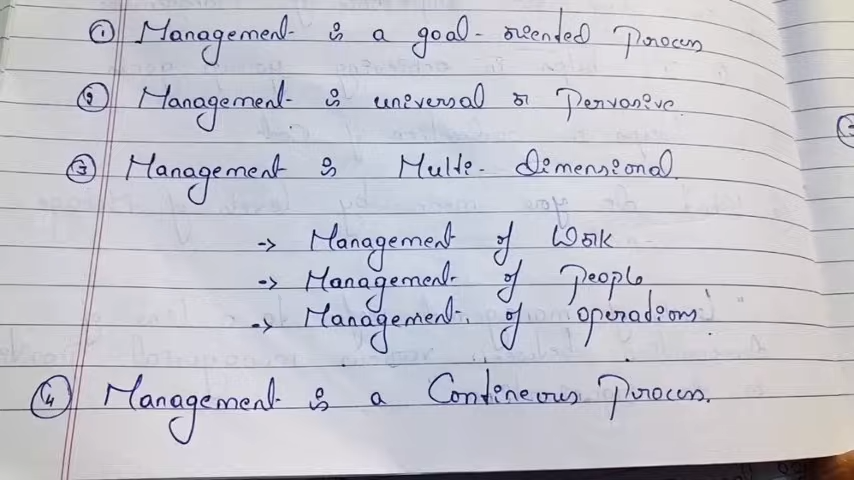 ① Management is a goal-oriented Process
② Management is universal or Pervasive.
③ Management is Multi-dimensional.
→ Management of Work
→ Management of People
→ Management of operations
④ Management is a Contineous Process.